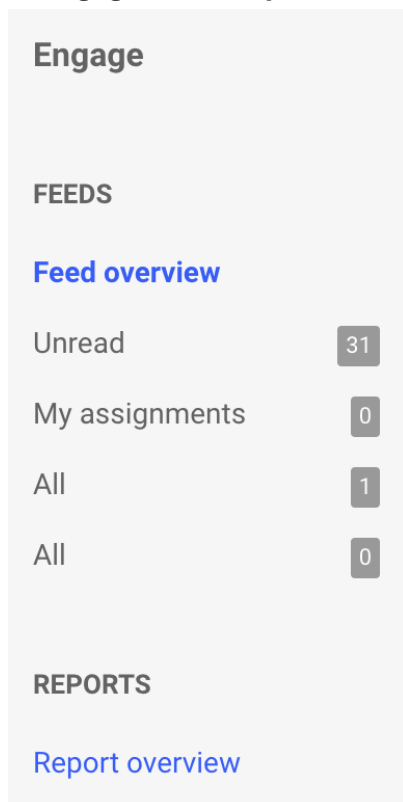 Engage
FEEDS
Feed overview
Unread 31
My assignments 0
All 1
All 0
REPORTS
Report overview